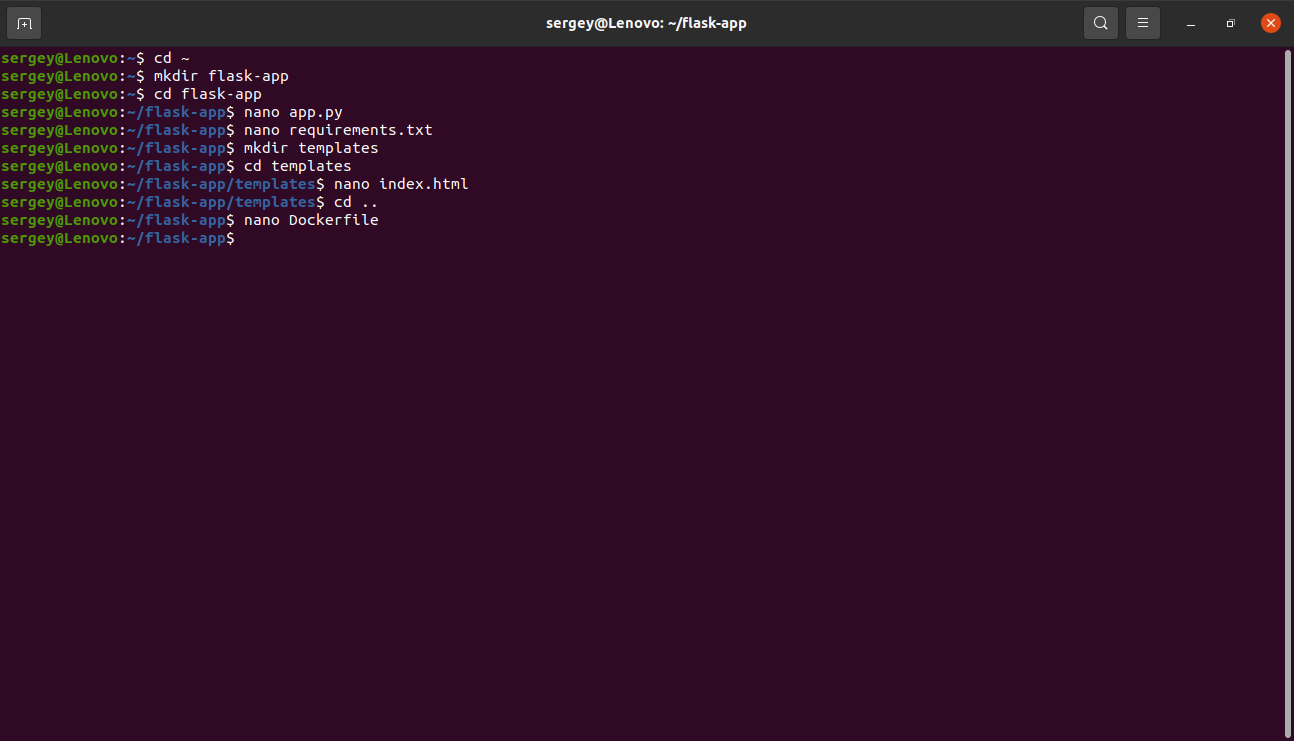 sergey@Lenovo: ~/flask-app
sergey@Lenovo:~$ cd ~
sergey@Lenovo:~$ mkdir flask-app
sergey@Lenovo:~$ cd flask-app
sergey@Lenovo:~/flask-app$ nano app.py
sergey@Lenovo:~/flask-app$ nano requirements.txt
sergey@Lenovo:~/flask-app$ mkdir templates
sergey@Lenovo:~/flask-app$ cd templates
sergey@Lenovo:~/flask-app/templates$ nano index.html
sergey@Lenovo:~/flask-app/templates$ cd ..
sergey@Lenovo:~/flask-app$ nano Dockerfile
sergey@Lenovo:~/flask-app$